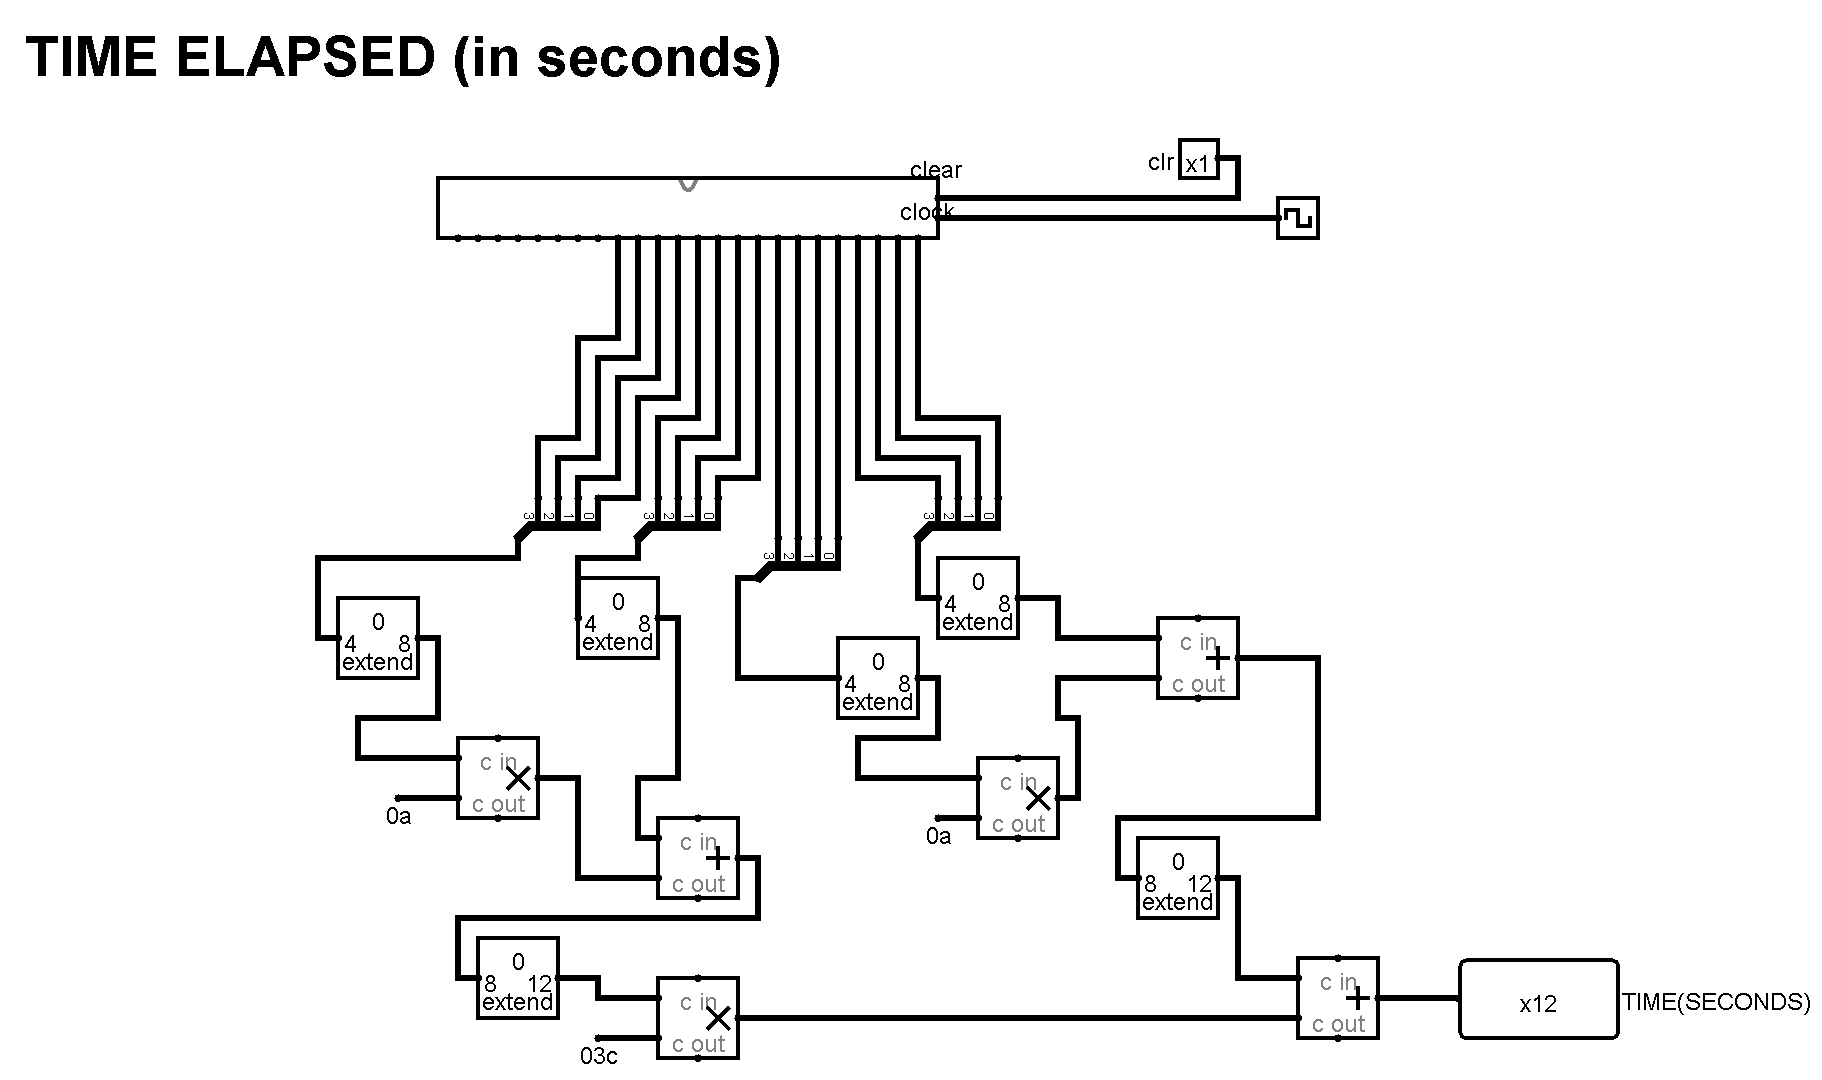 TIME ELAPSED (in seconds)
clr x1
clear
clock
3 2 1 0
3 2 1 0
3 2 1 0
3 2 1 0
0
4 8
extend
0
4 8
extend
0
4 8
extend
0
4 8
extend
c in
c out
c in
c out
0a
c in
c out
0a
c in
c out
0
8 12
extend
0
8 12
extend
c in
c out
03c
c in
c out
x12
TIME(SECONDS)